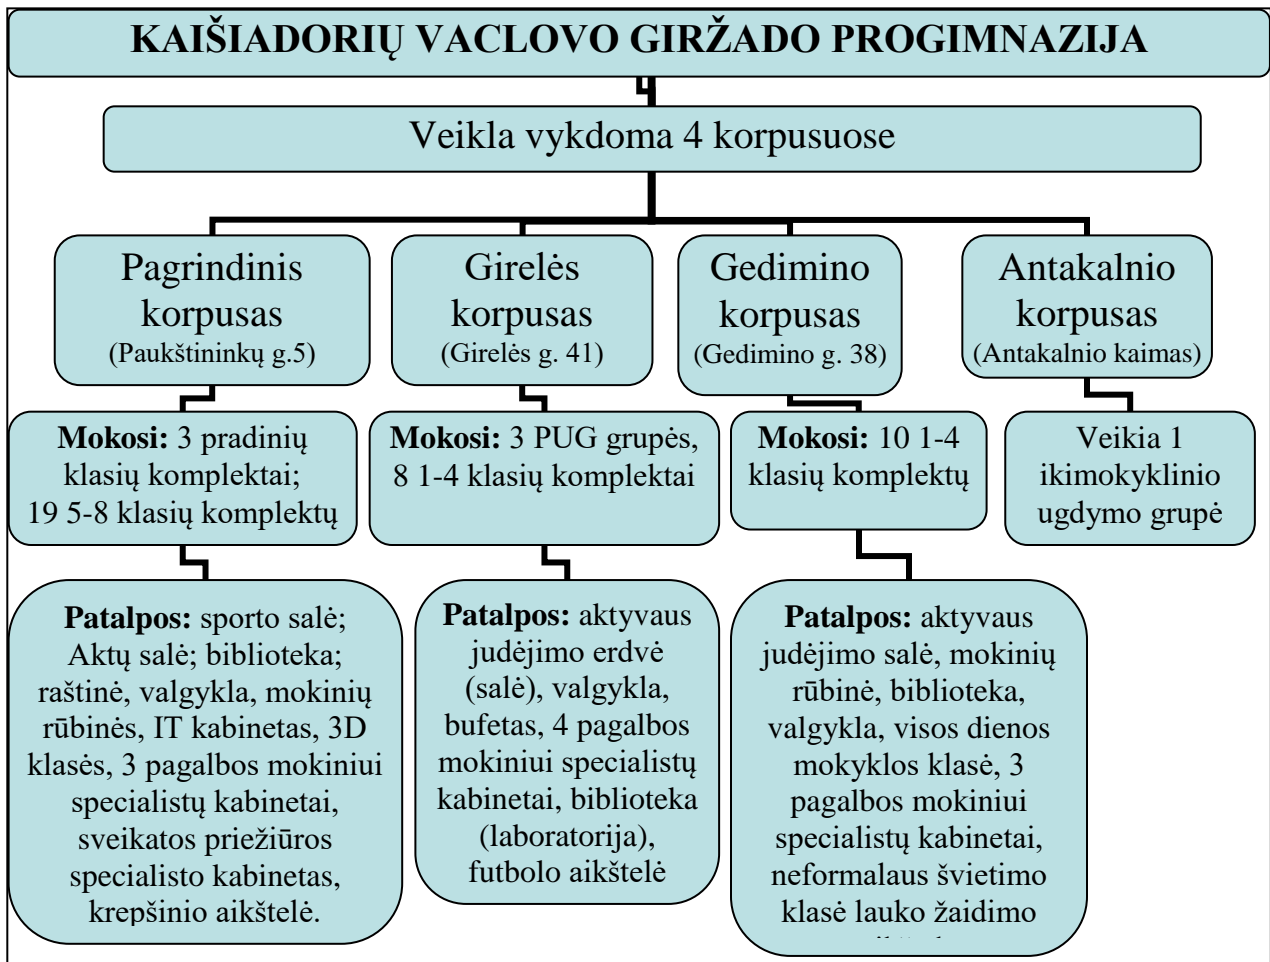 KAIŠIADORIŲ VACLOVO GIRŽADO PROGIMNAZIJA
Veikla vykdoma 4 korpusuose
Pagrindinis
korpusas
(Paukštininkų g.5)
Girelės
korpusas
(Girelės g. 41)
Gedimino
korpusas
(Gedimino g. 38)
Antakalnio
korpusas
(Antakalnio kaimas)
Mokosi: 3 pradinių
klasių komplektai;
19 5-8 klasių komplektų
Mokosi: 3 PUG grupės,
8 1-4 klasių komplektai
Mokosi: 10 1-4
klasių komplektų
Veikia 1
ikimokyklinio
ugdymo grupė
Patalpos: sporto salė;
Aktų salė; biblioteka;
raštinė, valgykla, mokinių
rūbinės, IT kabinetas, 3D
klasės, 3 pagalbos mokiniui
specialistų kabinetai,
sveikatos priežiūros
specialisto kabinetas,
krepšinio aikštelė.
Patalpos: aktyvaus
judėjimo erdvė
(salė), valgykla,
bufetas, 4 pagalbos
mokiniui specialistų
kabinetai, biblioteka
(laboratorija),
futbolo aikštelė
Patalpos: aktyvaus
judėjimo salė, mokinių
rūbinė, biblioteka,
valgykla, visos dienos
mokyklos klasė, 3
pagalbos mokiniui
specialistų kabinetai,
neformalaus švietimo
klasė lauko žaidimo